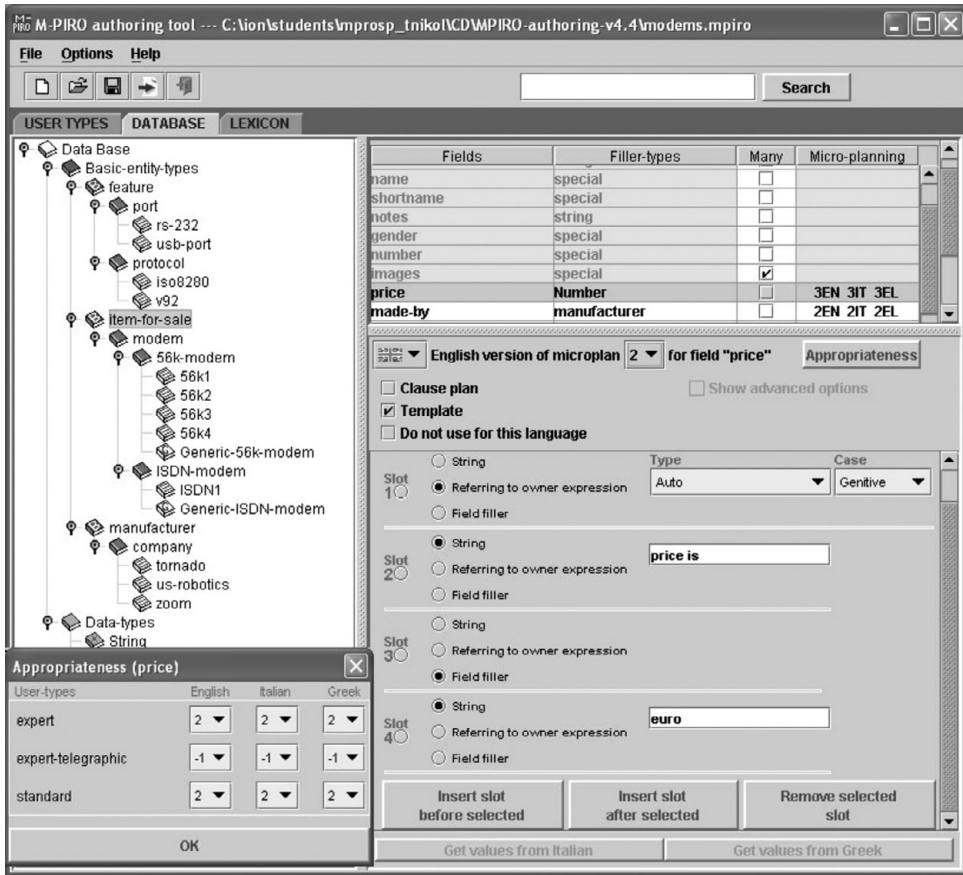 M-PIRO M-PIRO authoring tool --- C:\ion\students\mprosp_tnikol\CD\MPIRO-authoring-v4.4\modems.mpiro
File Options Help
Search
USER TYPES DATABASE LEXICON
Data Base
Basic-entity-types
feature
port
rs-232
usb-port
protocol
iso8280
v92
item-for-sale
modem
56k-modem
56k1
56k2
56k3
56k4
Generic-56k-modem
ISDN-modem
ISDN1
Generic-ISDN-modem
manufacturer
company
tornado
us-robotics
zoom
Data-types
String
Fields Filler-types Many Micro-planning
name special
shortname special
notes string
gender special
number special
images special
price Number 3EN 3IT 3EL
made-by manufacturer 2EN 2IT 2EL
English version of microplan 2 for field "price" Appropriateness
Clause plan Show advanced options
Template
Do not use for this language
Slot 1 String Type Case
Referring to owner expression Auto Genitive
Field filler
Slot 2 String price is
Referring to owner expression
Field filler
Slot 3 String
Referring to owner expression
Field filler
Slot 4 String euro
Referring to owner expression
Field filler
Insert slot before selected Insert slot after selected Remove selected slot
Get values from Italian Get values from Greek
Appropriateness (price)
User-types English Italian Greek
expert 2 2 2
expert-telegraphic -1 -1 -1
standard 2 2 2
OK